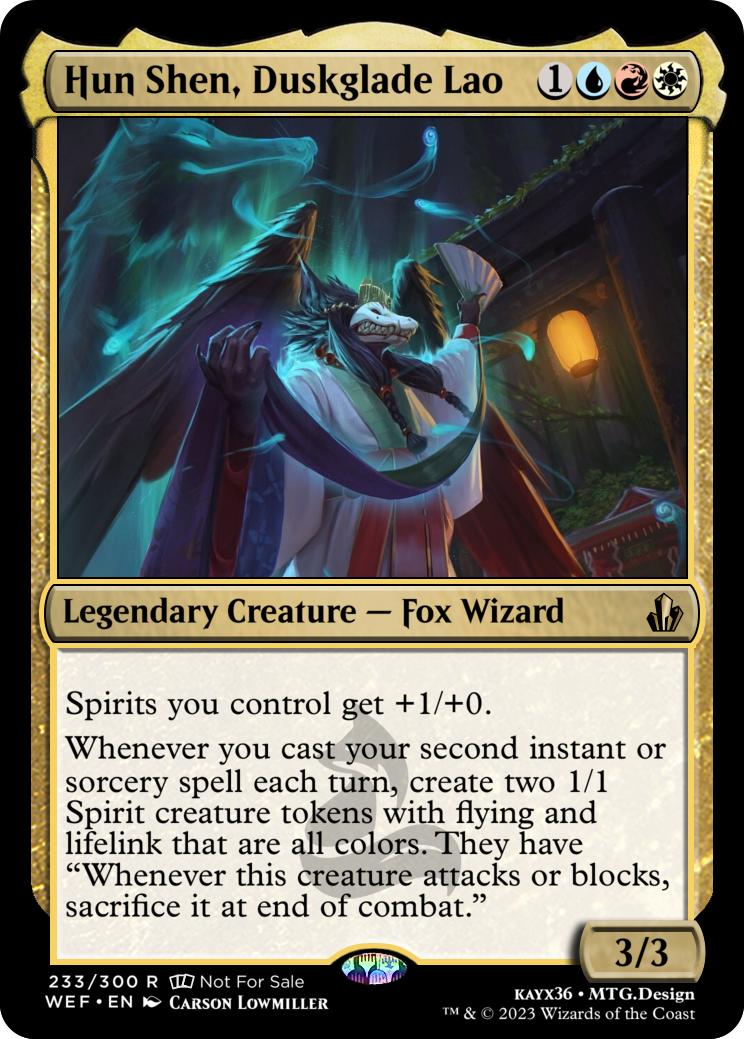 Hun Shen, Duskglade Lao 1
Legendary Creature — Fox Wizard
Spirits you control get +1/+0.
Whenever you cast your second instant or
sorcery spell each turn, create two 1/1
Spirit creature tokens with flying and
lifelink that are all colors. They have
“Whenever this creature attacks or blocks,
sacrifice it at end of combat.”
3/3
233/300 R Not For Sale
WEF • EN Carson Lowmiller
kayx36 • MTG.Design
™ & © 2023 Wizards of the Coast